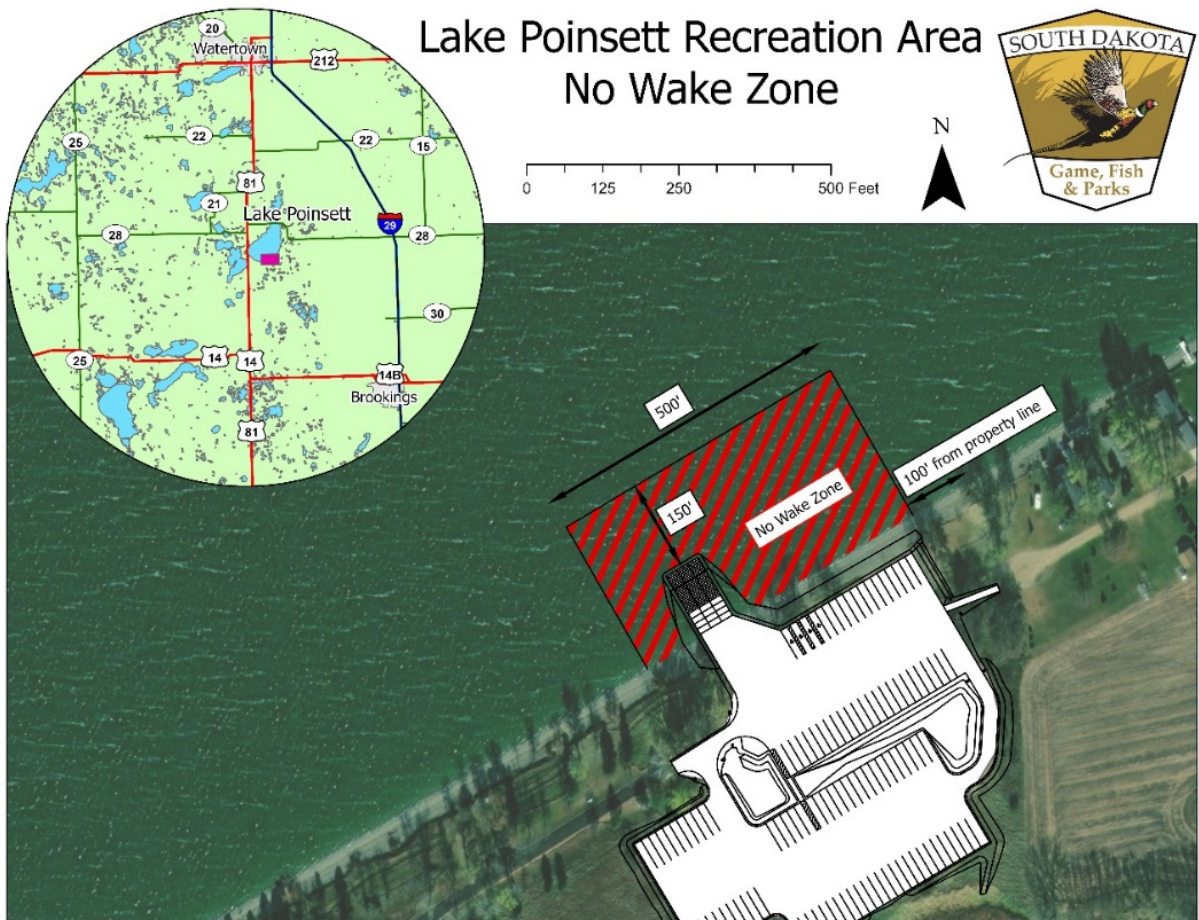 Lake Poinsett Recreation Area
No Wake Zone
N
0 125 250 500 Feet
SOUTH DAKOTA
Game, Fish
& Parks
20
Watertown
212
25
22
22
15
81
21
Lake Poinsett
29
28
28
30
25
14
14
14B
Brookings
81
500'
150'
No Wake Zone
100' from property line